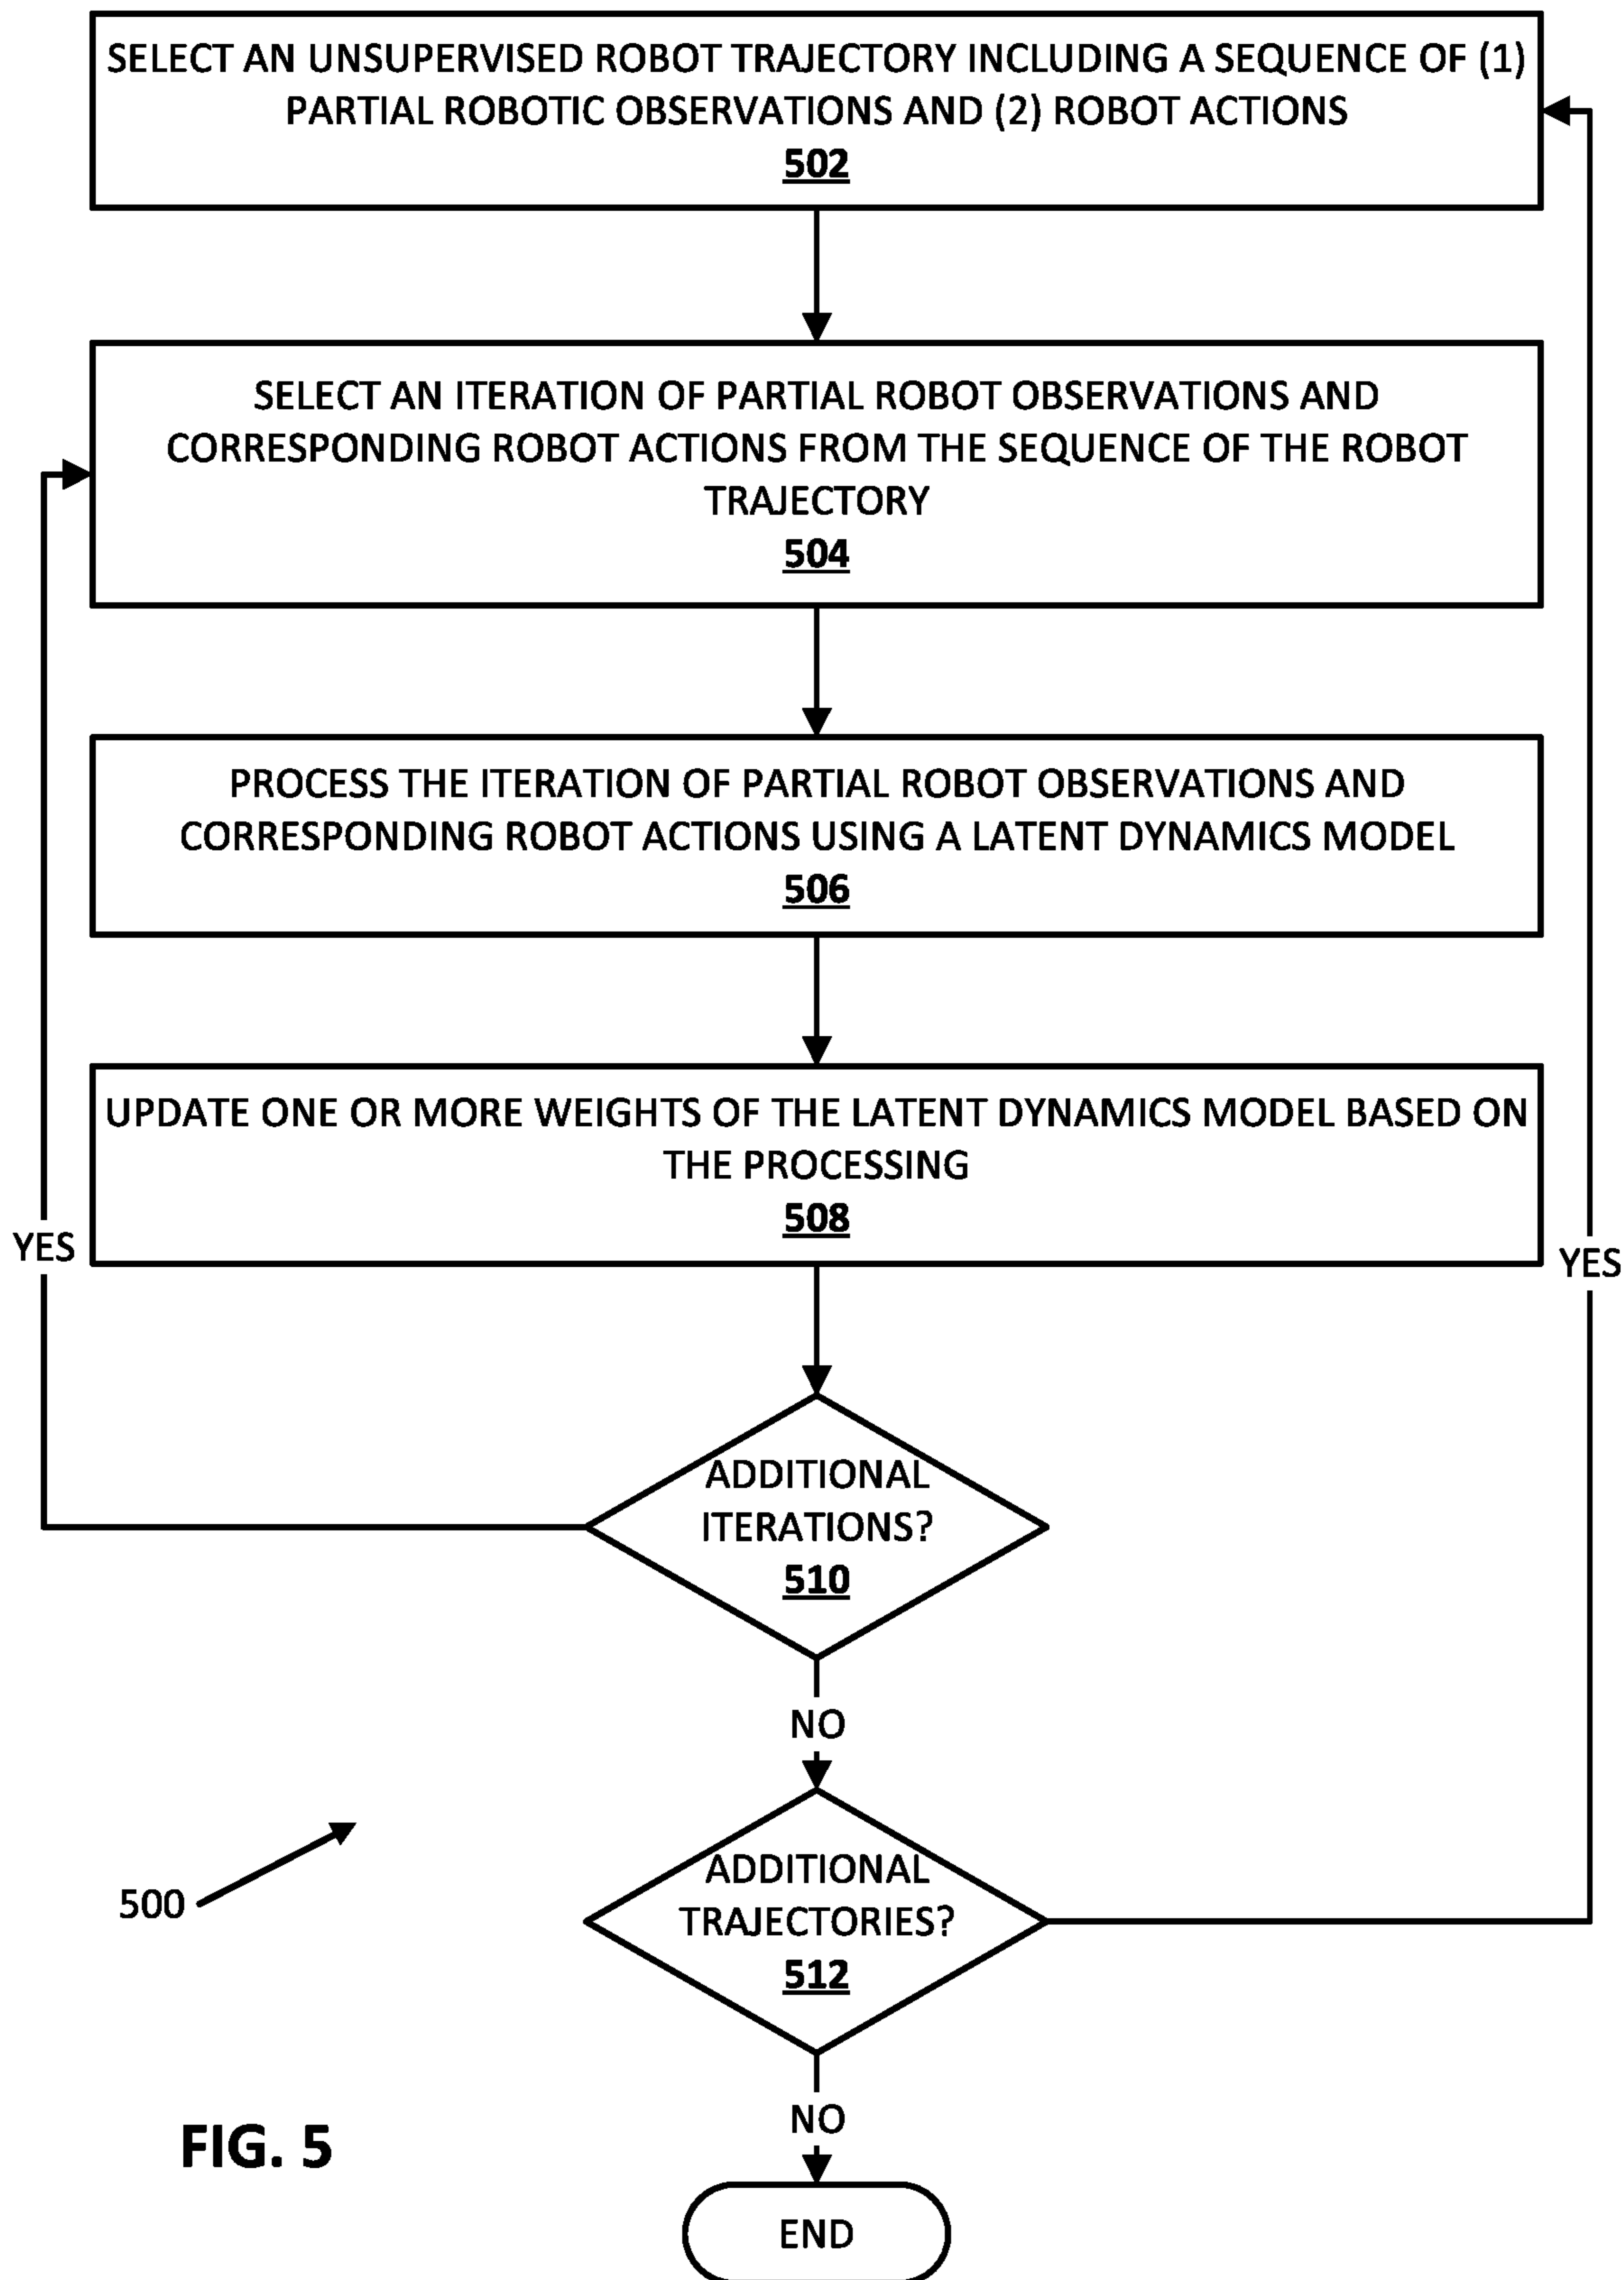 SELECT AN UNSUPERVISED ROBOT TRAJECTORY INCLUDING A SEQUENCE OF (1)
PARTIAL ROBOTIC OBSERVATIONS AND (2) ROBOT ACTIONS
502
SELECT AN ITERATION OF PARTIAL ROBOT OBSERVATIONS AND
CORRESPONDING ROBOT ACTIONS FROM THE SEQUENCE OF THE ROBOT
TRAJECTORY
504
PROCESS THE ITERATION OF PARTIAL ROBOT OBSERVATIONS AND
CORRESPONDING ROBOT ACTIONS USING A LATENT DYNAMICS MODEL
506
UPDATE ONE OR MORE WEIGHTS OF THE LATENT DYNAMICS MODEL BASED ON
THE PROCESSING
508
YES
YES
ADDITIONAL
ITERATIONS?
510
NO
ADDITIONAL
TRAJECTORIES?
512
500
NO
FIG. 5
END